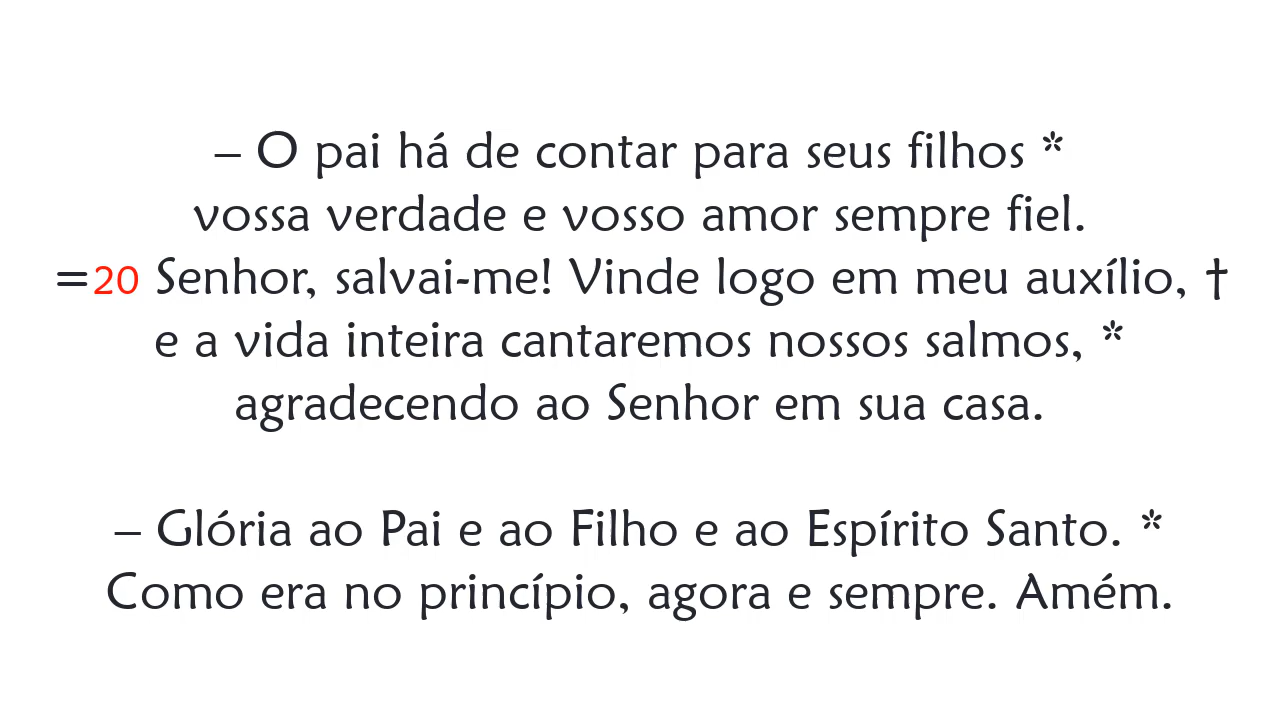 – O pai há de contar para seus filhos *
vossa verdade e vosso amor sempre fiel.
=20 Senhor, salvai-me! Vinde logo em meu auxílio, †
e a vida inteira cantaremos nossos salmos, *
agradecendo ao Senhor em sua casa.
– Glória ao Pai e ao Filho e ao Espírito Santo. *
Como era no princípio, agora e sempre. Amém.